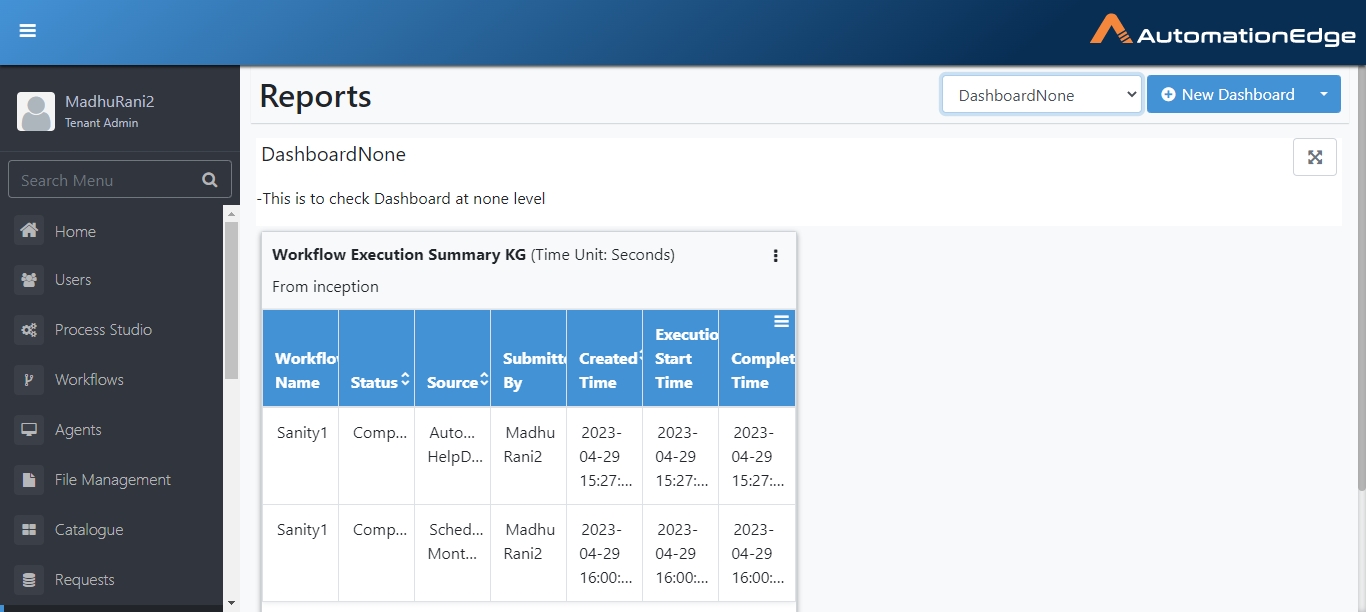 AutomationEdge
MadhuRani2
Tenant Admin
Search Menu
Home
Users
Process Studio
Workflows
Agents
File Management
Catalogue
Requests
Reports
DashboardNone
New Dashboard
DashboardNone
-This is to check Dashboard at none level
Workflow Execution Summary KG (Time Unit: Seconds)
From inception
Workflo
Name
Status
Source
Submitt
By
Created
Time
Executio
Start
Time
Complet
Time
Sanity1
Comp...
Auto...
HelpD...
Madhu
Rani2
2023-
04-29
15:27:...
2023-
04-29
15:27:...
2023-
04-29
15:27:...
Sanity1
Comp...
Sched...
Mont...
Madhu
Rani2
2023-
04-29
16:00:...
2023-
04-29
16:00:...
2023-
04-29
16:00:...